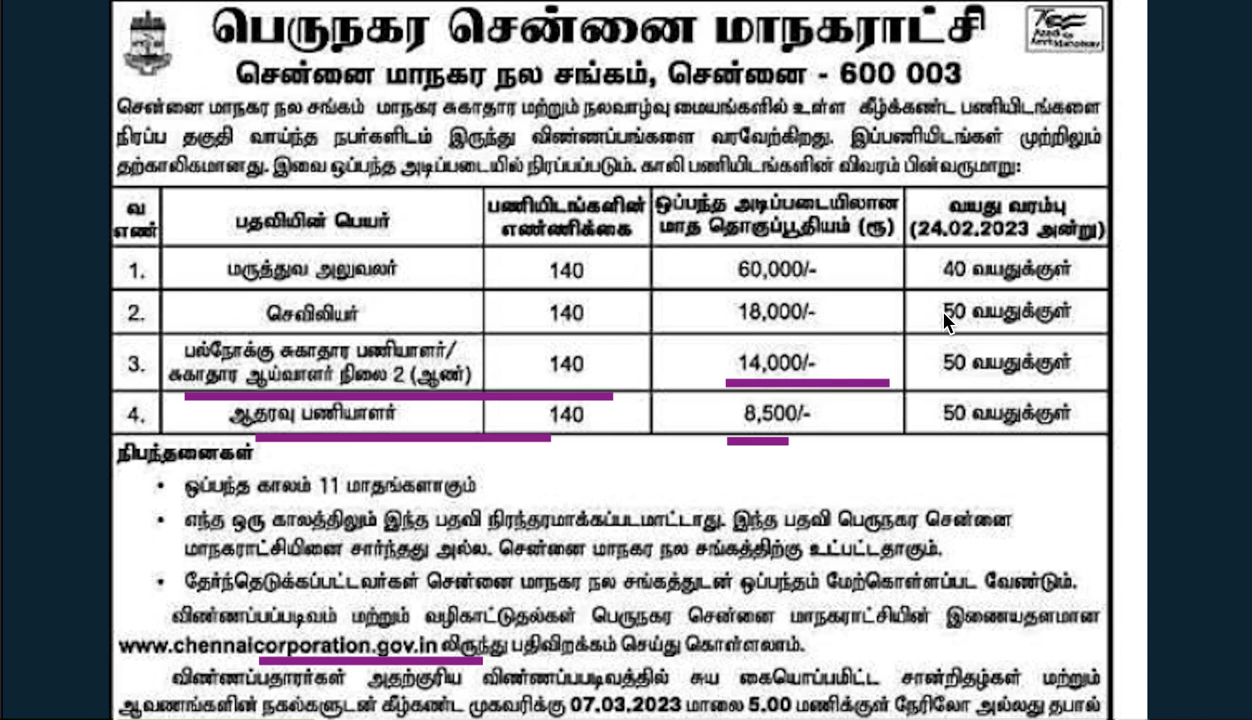 பெருநகர சென்னை மாநகராட்சி
சென்னை மாநகர நல சங்கம், சென்னை - 600 003
சென்னை மாநகர நல சங்கம் மாநகர சுகாதார மற்றும் நலவாழ்வு மையங்களில் உள்ள கீழ்க்கண்ட பணியிடங்களை
நிரப்ப தகுதி வாய்ந்த நபர்களிடம் இருந்து விண்ணப்பங்களை வரவேற்கிறது. இப்பணியிடங்கள் முற்றிலும்
தற்காலிகமானது. இவை ஒப்பந்த அடிப்படையில் நிரப்பப்படும். காலி பணியிடங்களின் விவரம் பின்வருமாறு:
வ எண் பதவியின் பெயர் பணியிடங்களின் எண்ணிக்கை ஒப்பந்த அடிப்படையிலான மாத தொகுப்பூதியம் (ரூ) வயது வரம்பு (24.02.2023 அன்று)
1. மருத்துவ அலுவலர் 140 60,000/- 40 வயதுக்குள்
2. செவிலியர் 140 18,000/- 50 வயதுக்குள்
3. பல்நோக்கு சுகாதார பணியாளர்/ சுகாதார ஆய்வாளர் நிலை 2 (ஆண்) 140 14,000/- 50 வயதுக்குள்
4. ஆதரவு பணியாளர் 140 8,500/- 50 வயதுக்குள்
நிபந்தனைகள்
• ஒப்பந்த காலம் 11 மாதங்களாகும்
• எந்த ஒரு காலத்திலும் இந்த பதவி நிரந்தரமாக்கப்படமாட்டாது. இந்த பதவி பெருநகர சென்னை
மாநகராட்சியினை சார்ந்தது அல்ல. சென்னை மாநகர நல சங்கத்திற்கு உட்பட்டதாகும்.
• தேர்ந்தெடுக்கப்பட்டவர்கள் சென்னை மாநகர நல சங்கத்துடன் ஒப்பந்தம் மேற்கொள்ளப்பட வேண்டும்.
விண்ணப்பப்படிவம் மற்றும் வழிகாட்டுதல்கள் பெருநகர சென்னை மாநகராட்சியின் இணையதளமான
www.chennaicorporation.gov.in லிருந்து பதிவிறக்கம் செய்து கொள்ளலாம்.
விண்ணப்பதாரர்கள் அதற்குரிய விண்ணப்படிவத்தில் சுய கையொப்பமிட்ட சான்றிதழ்கள் மற்றும்
ஆவணங்களின் நகல்களுடன் கீழ்கண்ட முகவரிக்கு 07.03.2023 மாலை 5.00 மணிக்குள் நேரிலோ அல்லது தபால்